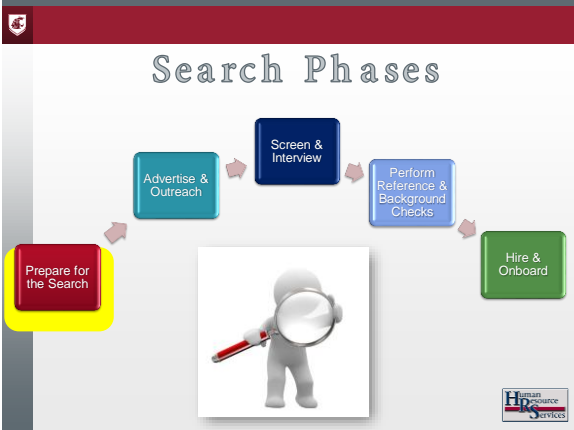 Search Phases
Prepare for
the Search
Advertise &
Outreach
Screen &
Interview
Perform
Reference &
Background
Checks
Hire &
Onboard
Human
Resource
Services